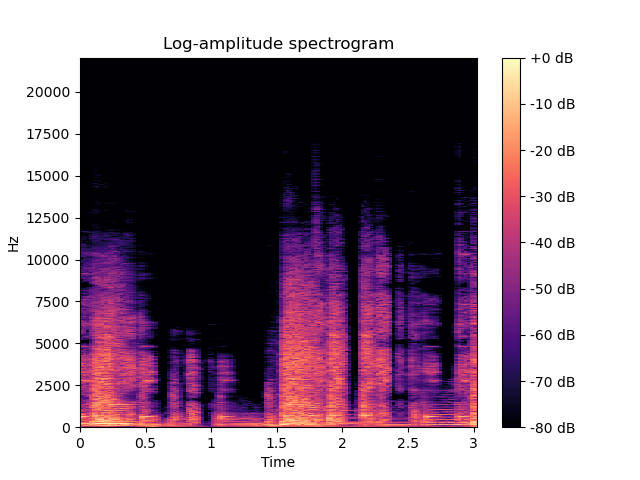 Log-amplitude spectrogram
20000
17500
15000
12500
10000
7500
5000
2500
0
Hz
0 0.5 1 1.5 2 2.5 3
Time
+0 dB
-10 dB
-20 dB
-30 dB
-40 dB
-50 dB
-60 dB
-70 dB
-80 dB